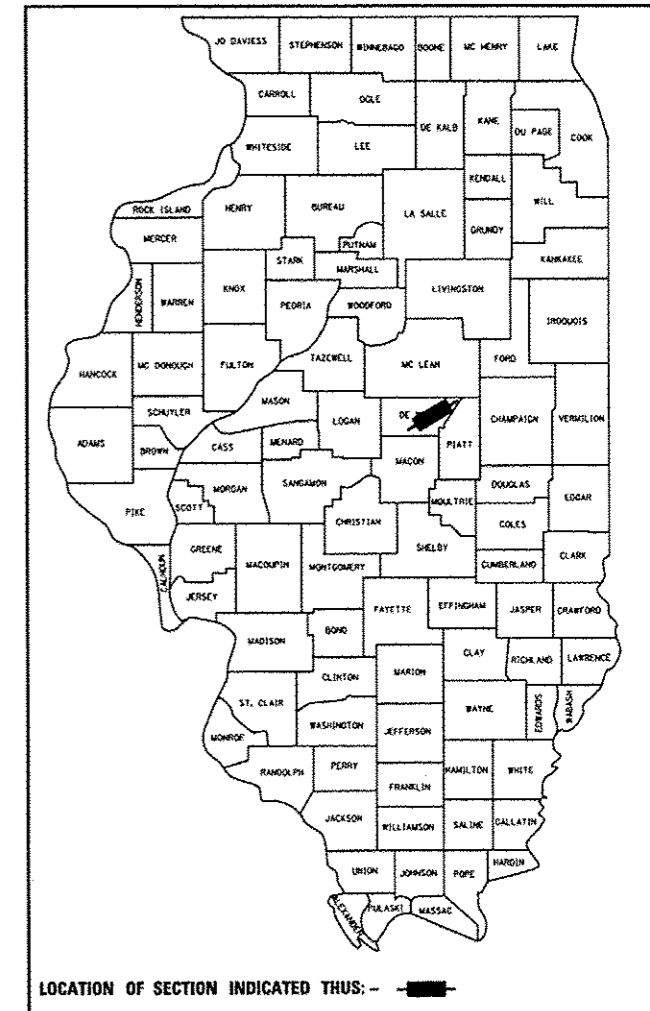 JO DAVIESS STEPHENSON WINNEBAGO BOONE MC HENRY LAKE
CARROLL OGLE DE KALB KANE DU PAGE COOK
WHITESIDE LEE KENDALL WILL
ROCK ISLAND HENRY BUREAU LA SALLE GRUNDY
MERCER PUTNAM KANKAKEE
HENDERSON WARREN KNOX STARK MARSHALL LIVINGSTON
PEORIA WOODFORD IROQUOIS
HANCOCK MC DONOUGH FULTON TAZEWELL MC LEAN FORD
SCHUYLER MASON LOGAN DE CHAMPAIGN VERMILION
ADAMS BROWN CASS MENARD MACON PIATT
PIKE SCOTT MORGAN SANGAMON CHRISTIAN MOULTRIE DOUGLAS EDGAR
COLES
CALHOUN GREENE MACOUPIN MONTGOMERY SHELBY CUMBERLAND CLARK
JERSEY FAYETTE EFFINGHAM JASPER CRAWFORD
MADISON BOND CLAY RICHLAND LAWRENCE
CLINTON MARION
ST. CLAIR WASHINGTON JEFFERSON WAYNE EDWARDS WABASH
MONROE
RANDOLPH PERRY FRANKLIN HAMILTON WHITE
JACKSON WILLIAMSON SALINE GALLATIN
UNION JOHNSON POPE HARDIN
ALEXANDER PULASKI MASSAC
LOCATION OF SECTION INDICATED THUS: -